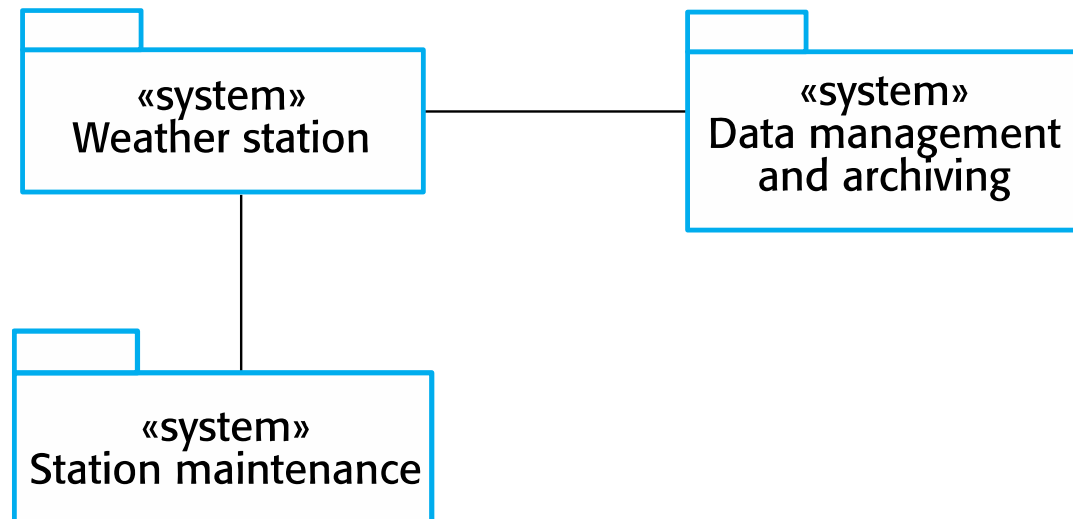 «system»
Weather station
«system»
Data management
and archiving
«system»
Station maintenance